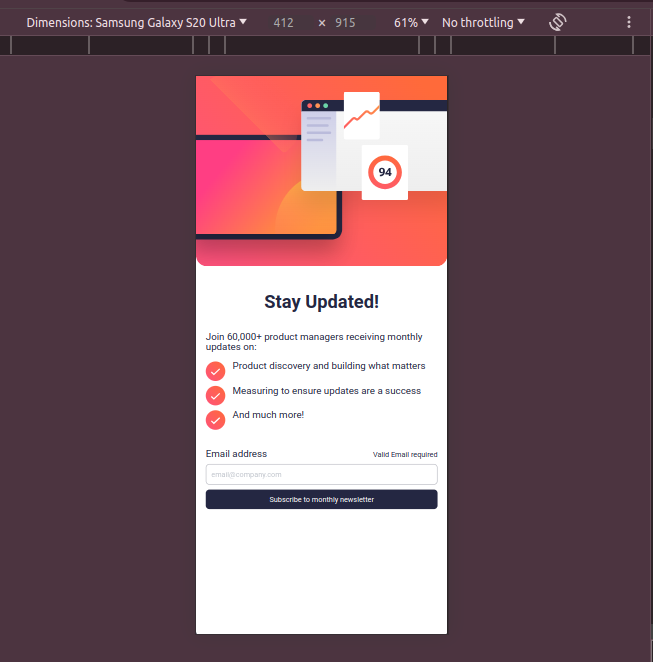 Dimensions: Samsung Galaxy S20 Ultra 412 × 915 61% No throttling
94
Stay Updated!
Join 60,000+ product managers receiving monthly
updates on:
Product discovery and building what matters
Measuring to ensure updates are a success
And much more!
Email address Valid Email required
email@company.com
Subscribe to monthly newsletter